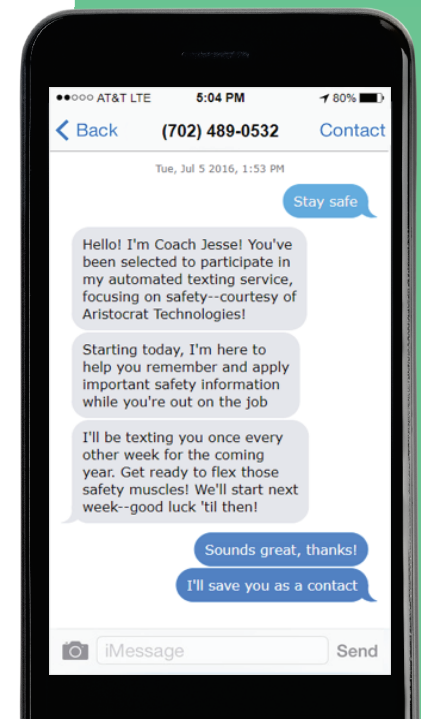 AT&T LTE 5:04 PM 80%
Back (702) 489-0532 Contact
Tue, Jul 5 2016, 1:53 PM
Stay safe
Hello! I'm Coach Jesse! You've
been selected to participate in
my automated texting service,
focusing on safety--courtesy of
Aristocrat Technologies!
Starting today, I'm here to
help you remember and apply
important safety information
while you're out on the job
I'll be texting you once every
other week for the coming
year. Get ready to flex those
safety muscles! We'll start next
week--good luck 'til then!
Sounds great, thanks!
I'll save you as a contact
iMessage Send